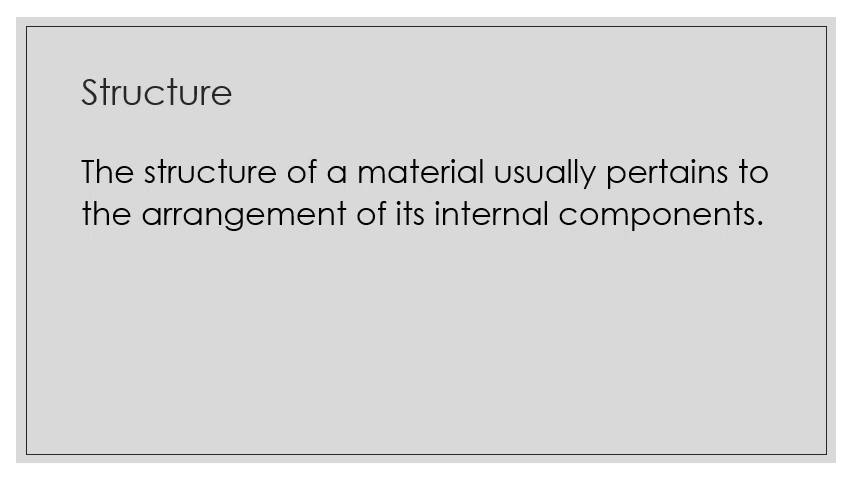 Structure
The structure of a material usually pertains to
the arrangement of its internal components.